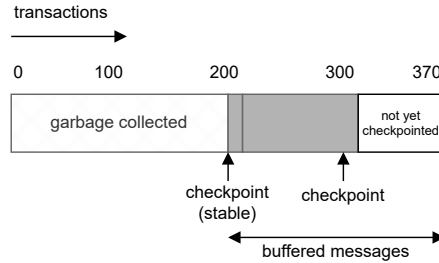 transactions
0 100 200 300 370
garbage collected
not yet
checkpointed
checkpoint
(stable)
checkpoint
buffered messages